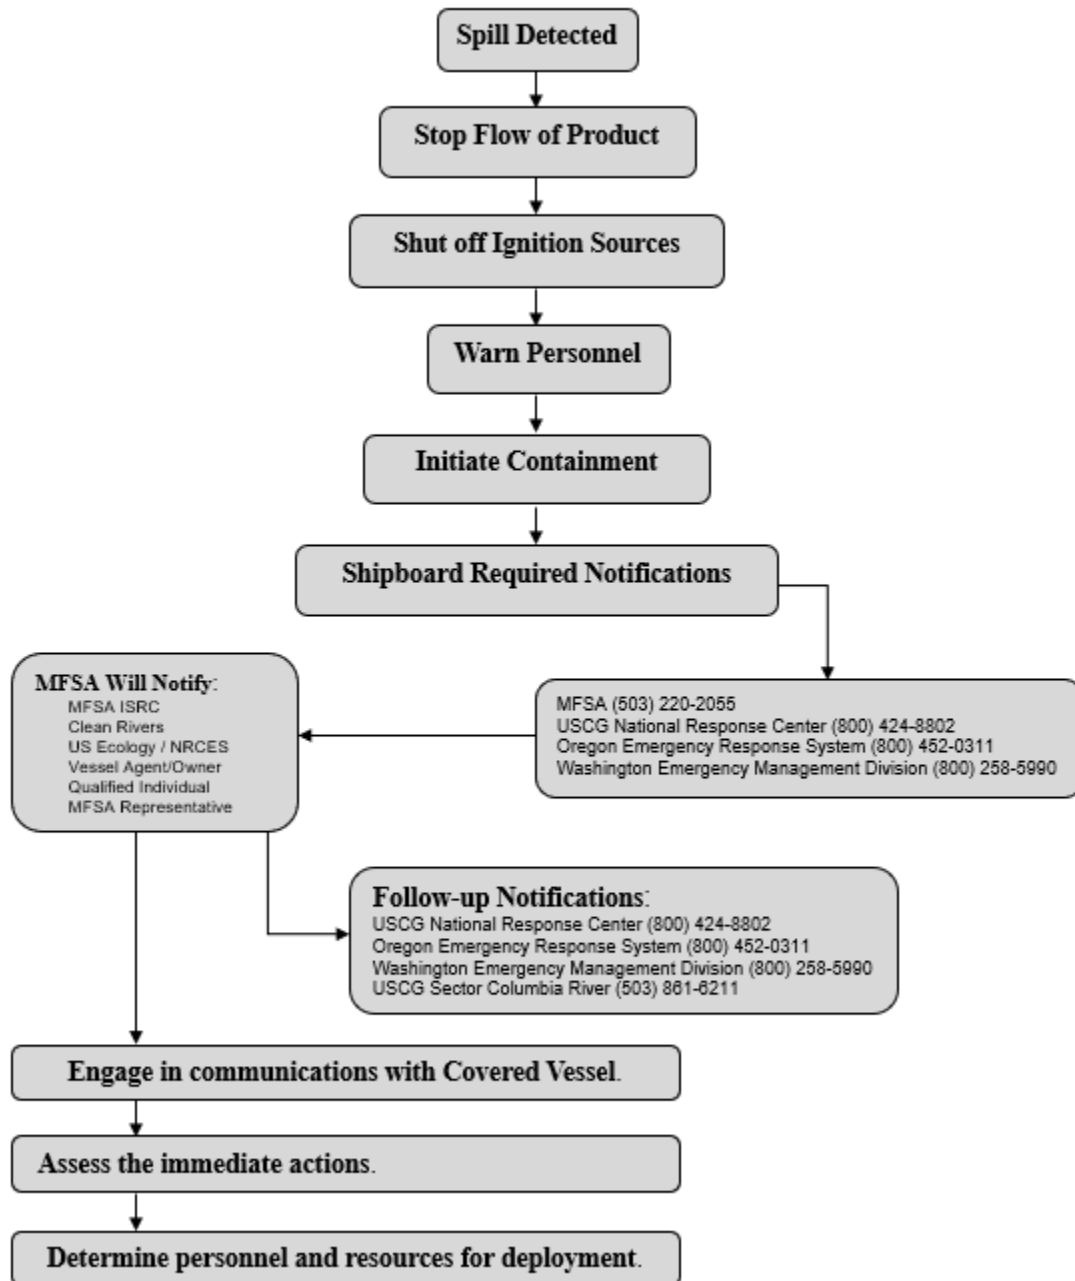 Spill Detected
Stop Flow of Product
Shut off Ignition Sources
Warn Personnel
Initiate Containment
Shipboard Required Notifications
MFSA (503) 220-2055
USCG National Response Center (800) 424-8802
Oregon Emergency Response System (800) 452-0311
Washington Emergency Management Division (800) 258-5990
MFSA Will Notify:
MFSA ISRC
Clean Rivers
US Ecology / NRCES
Vessel Agent/Owner
Qualified Individual
MFSA Representative
Follow-up Notifications:
USCG National Response Center (800) 424-8802
Oregon Emergency Response System (800) 452-0311
Washington Emergency Management Division (800) 258-5990
USCG Sector Columbia River (503) 861-6211
Engage in communications with Covered Vessel.
Assess the immediate actions.
Determine personnel and resources for deployment.